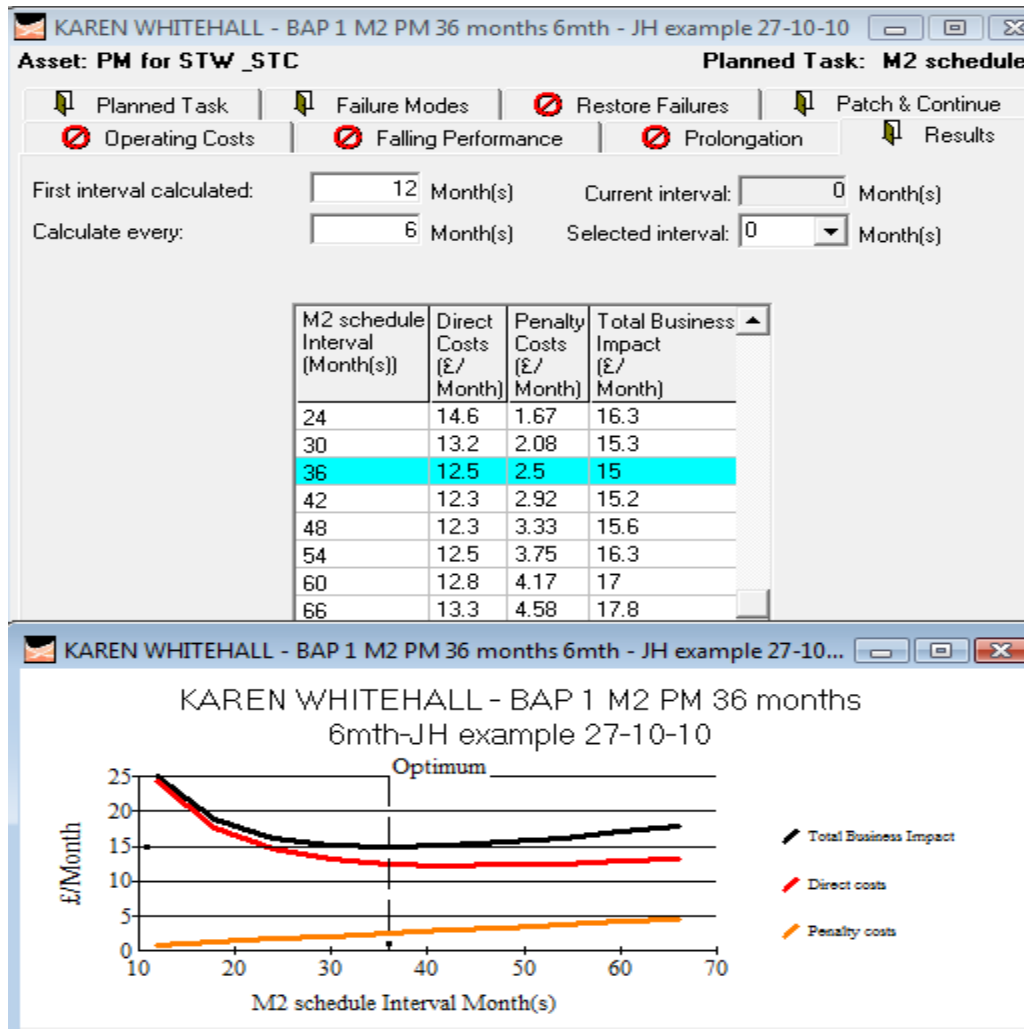 KAREN WHITEHALL - BAP 1 M2 PM 36 months 6mth - JH example 27-10-10
Asset: PM for STW _STC Planned Task: M2 schedule
Planned Task Failure Modes Restore Failures Patch & Continue
Operating Costs Falling Performance Prolongation Results
First interval calculated: 12 Month(s) Current interval: 0 Month(s)
Calculate every: 6 Month(s) Selected interval: 0 Month(s)
M2 schedule Direct Penalty Total Business
Interval Costs Costs Impact
(Month(s)) (£/ (£/ (£/
Month) Month) Month)
24 14.6 1.67 16.3
30 13.2 2.08 15.3
36 12.5 2.5 15
42 12.3 2.92 15.2
48 12.3 3.33 15.6
54 12.5 3.75 16.3
60 12.8 4.17 17
66 13.3 4.58 17.8
KAREN WHITEHALL - BAP 1 M2 PM 36 months 6mth - JH example 27-10...
KAREN WHITEHALL - BAP 1 M2 PM 36 months
6mth-JH example 27-10-10
Optimum
£/Month
25
20
15
10
5
0
10 20 30 40 50 60 70
M2 schedule Interval Month(s)
Total Business Impact
Direct costs
Penalty costs